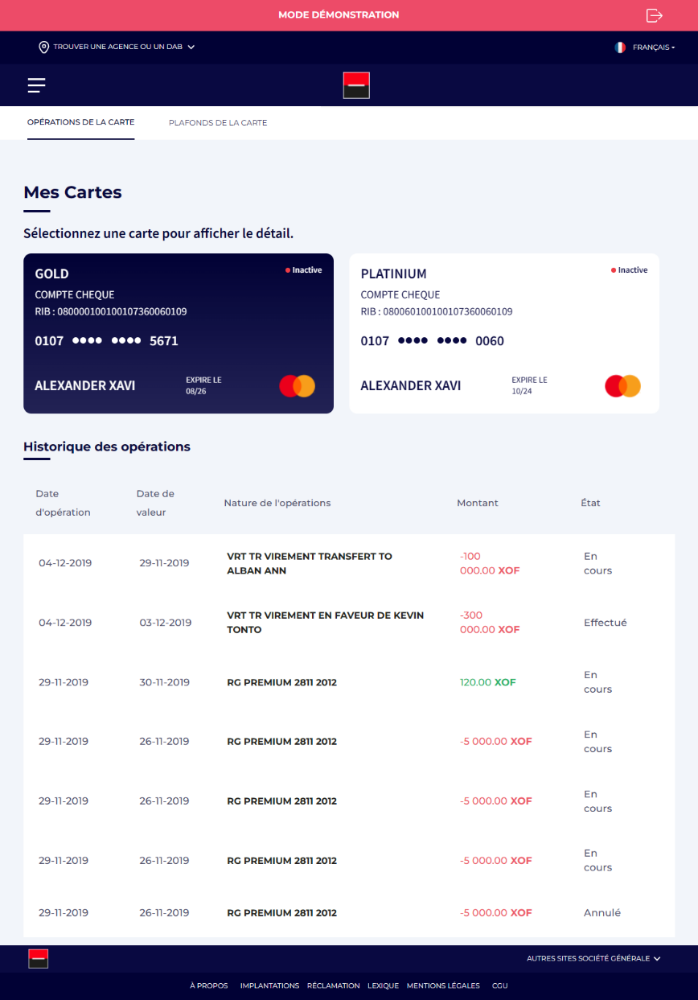 MODE DÉMONSTRATION
TROUVER UNE AGENCE OU UN DAB
FRANÇAIS
OPÉRATIONS DE LA CARTE
PLAFONDS DE LA CARTE
Mes Cartes
Sélectionnez une carte pour afficher le détail.
GOLD
Inactive
COMPTE CHEQUE
RIB : 080000100100107360060109
0107 •••• •••• 5671
ALEXANDER XAVI
EXPIRE LE
08/26
PLATINIUM
Inactive
COMPTE CHEQUE
RIB : 080060100100107360060109
0107 •••• •••• 0060
ALEXANDER XAVI
EXPIRE LE
10/24
Historique des opérations
Date
d'opération
Date de
valeur
Nature de l'opérations
Montant
État
04-12-2019
29-11-2019
VRT TR VIREMENT TRANSFERT TO
ALBAN ANN
-100
000.00 XOF
En
cours
04-12-2019
03-12-2019
VRT TR VIREMENT EN FAVEUR DE KEVIN
TONTO
-300
000.00 XOF
Effectué
29-11-2019
30-11-2019
RG PREMIUM 2811 2012
120.00 XOF
En
cours
29-11-2019
26-11-2019
RG PREMIUM 2811 2012
-5 000.00 XOF
En
cours
29-11-2019
26-11-2019
RG PREMIUM 2811 2012
-5 000.00 XOF
En
cours
29-11-2019
26-11-2019
RG PREMIUM 2811 2012
-5 000.00 XOF
En
cours
29-11-2019
26-11-2019
RG PREMIUM 2811 2012
-5 000.00 XOF
Annulé
AUTRES SITES SOCIÉTÉ GÉNÉRALE
À PROPOS
IMPLANTATIONS
RÉCLAMATION
LEXIQUE
MENTIONS LÉGALES
CGU